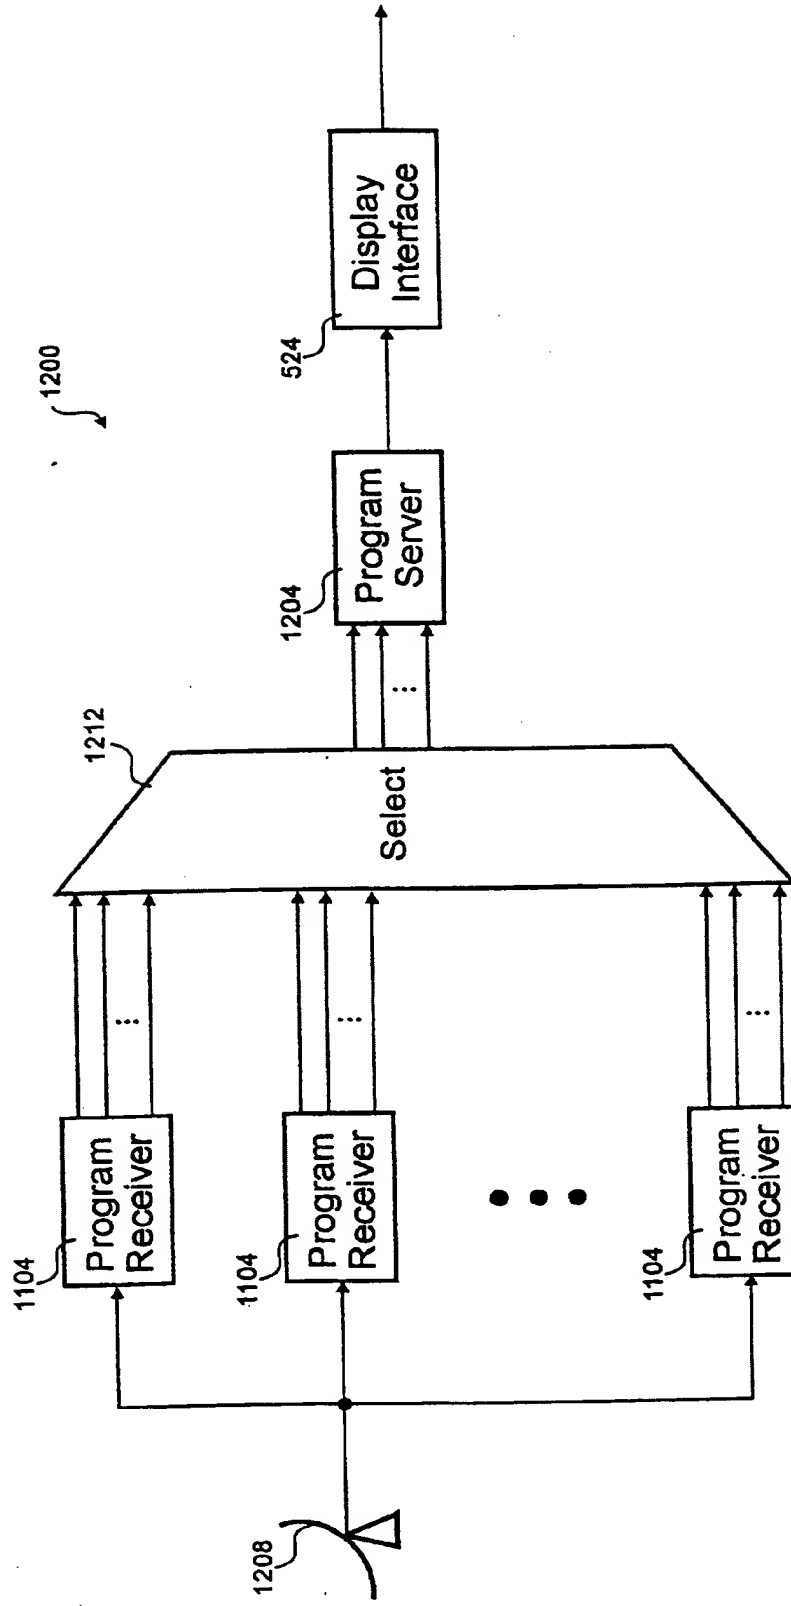 1200
1208
1104
Program
Receiver
1104
Program
Receiver
1104
Program
Receiver
1212
Select
1204
Program
Server
524
Display
Interface